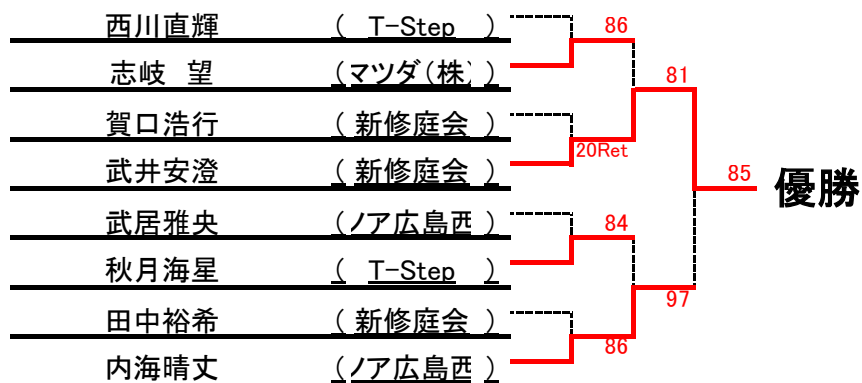 西川直輝 ( T-Step ) 86
志岐 望 (マツダ(株)) 81
賀口浩行 ( 新修庭会 )
武井安澄 ( 新修庭会 ) 20Ret
85 優勝
武居雅央 (ノア広島西 ) 84
秋月海星 ( T-Step )
97
田中裕希 ( 新修庭会 )
内海晴丈 (ノア広島西 ) 86